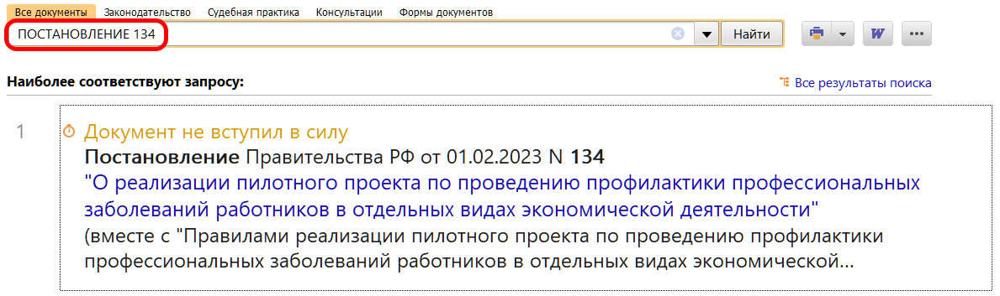 Все документы Законодательство Судебная практика Консультации Формы документов
ПОСТАНОВЛЕНИЕ 134 Найти W
Наиболее соответствуют запросу: Все результаты поиска
1 Документ не вступил в силу
Постановление Правительства РФ от 01.02.2023 N 134
"О реализации пилотного проекта по проведению профилактики профессиональных
заболеваний работников в отдельных видах экономической деятельности"
(вместе с "Правилами реализации пилотного проекта по проведению профилактики
профессиональных заболеваний работников в отдельных видах экономической...